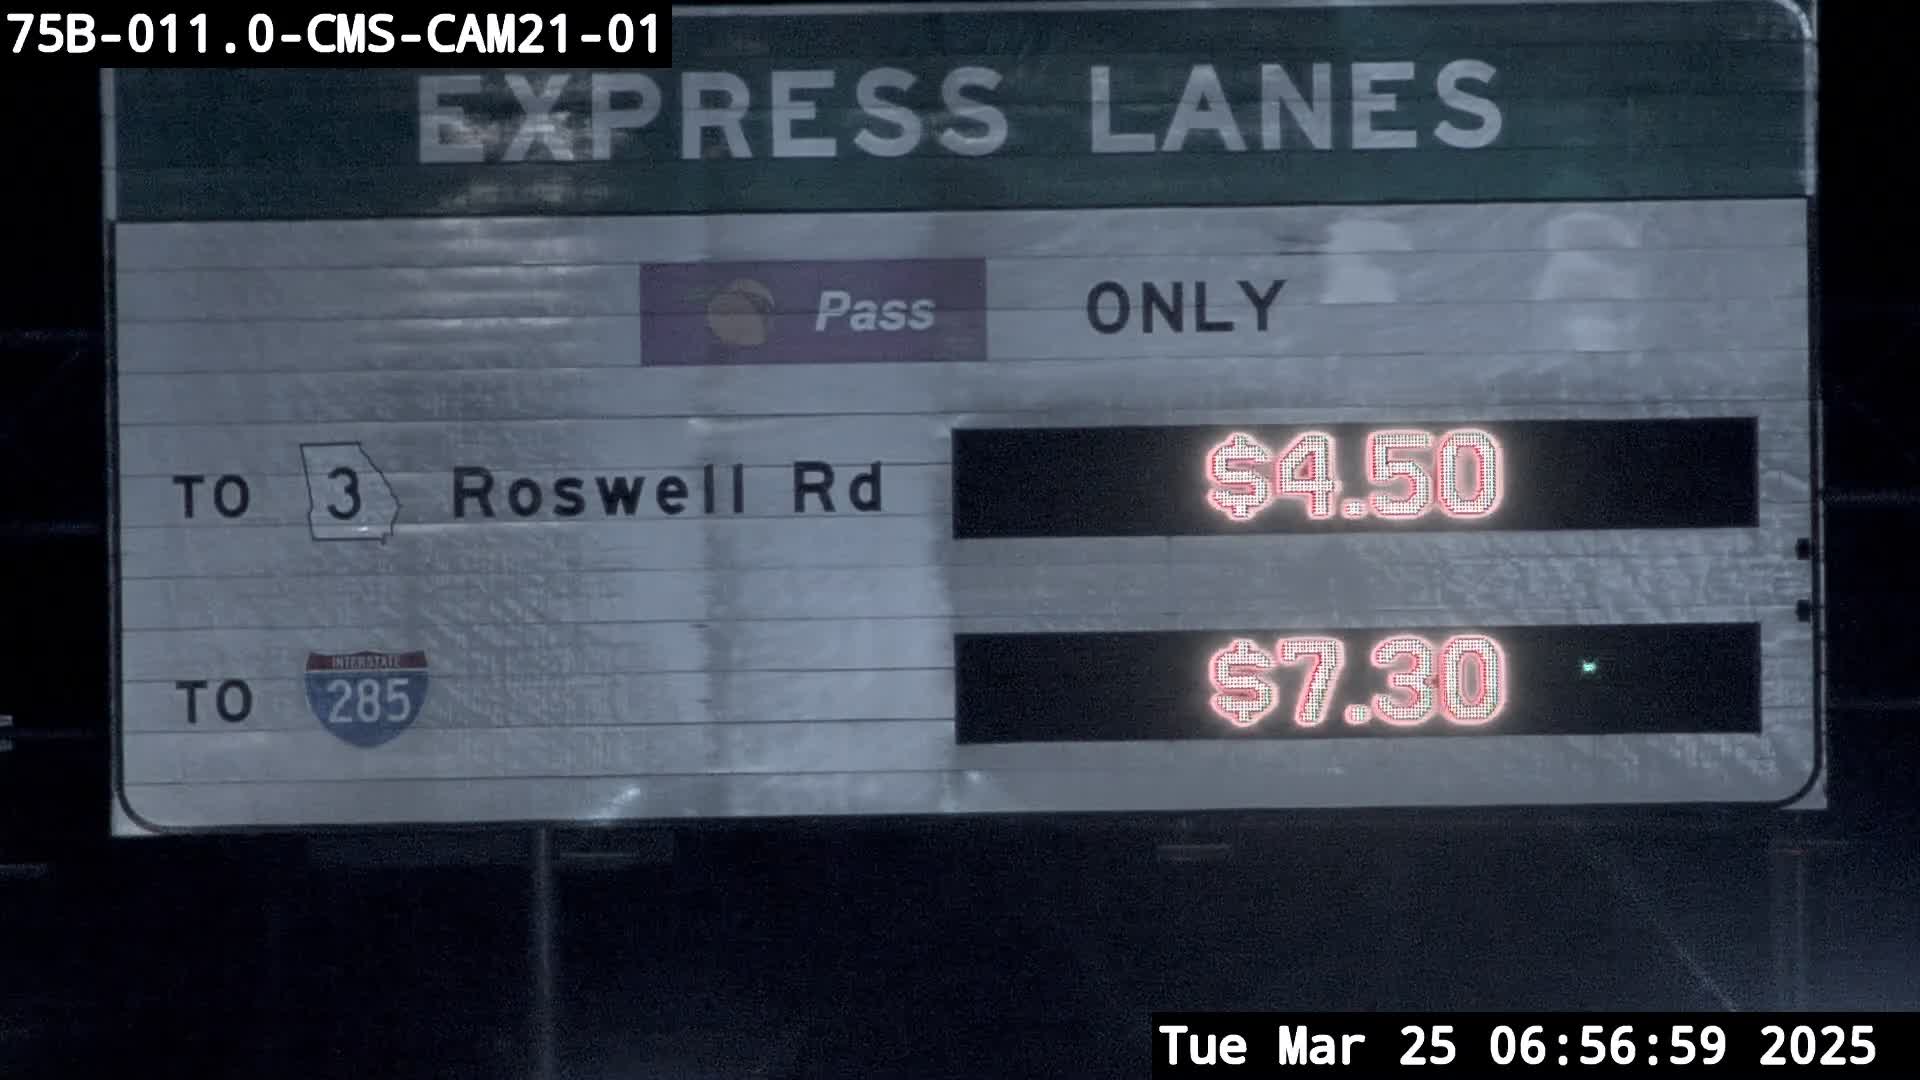 75B-011.0-CMS-CAM21-01
EXPRESS LANES
Pass ONLY
TO 3 Roswell Rd $4.50
INTERSTATE
TO 285 $7.30
Tue Mar 25 06:56:59 2025